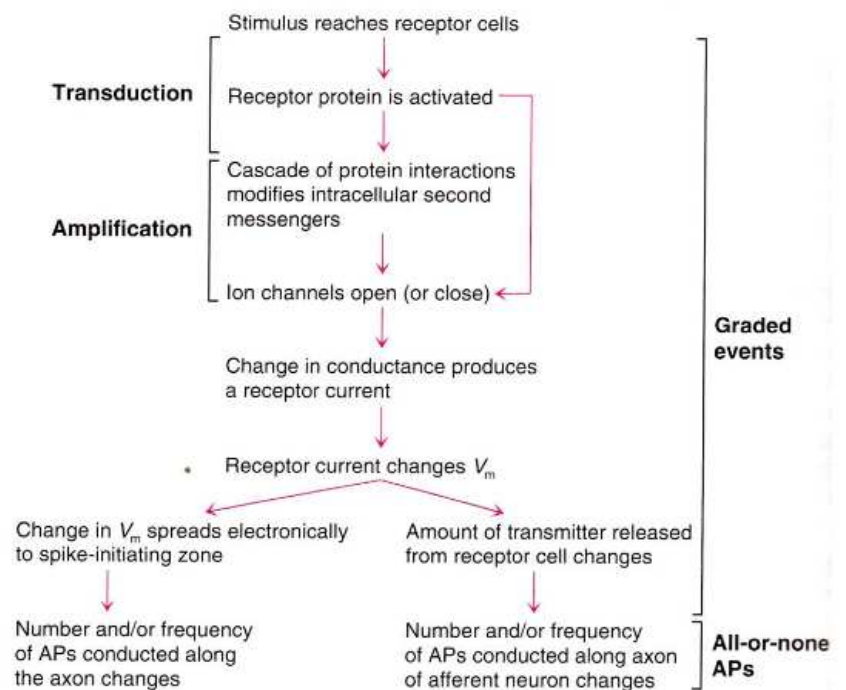 Stimulus reaches receptor cells
Transduction
Receptor protein is activated
Cascade of protein interactions
modifies intracellular second
messengers
Amplification
Ion channels open (or close)
Graded
events
Change in conductance produces
a receptor current
Receptor current changes Vm
Change in Vm spreads electronically
to spike-initiating zone
Amount of transmitter released
from receptor cell changes
Number and/or frequency
of APs conducted along
the axon changes
Number and/or frequency
of APs conducted along axon
of afferent neuron changes
All-or-none
APs